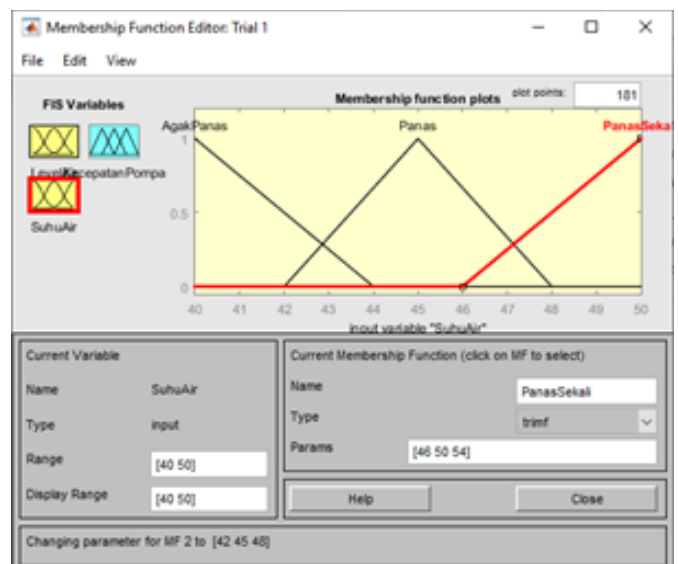 Membership Function Editor: Trial 1
File Edit View
FIS Variables
Membership function plots
plot points:
181
AgakPanas
Panas
PanasSeka
KecepatanPompa
SuhuAir
1
0.5
0
40 41 42 43 44 45 46 47 48 49 50
input variable "SuhuAir"
Current Variable
Name SuhuAir
Type input
Range [40 50]
Display Range [40 50]
Current Membership Function (click on MF to select)
Name PanasSekali
Type trimf
Params [46 50 54]
Help
Close
Changing parameter for MF 2 to [42 45 48]